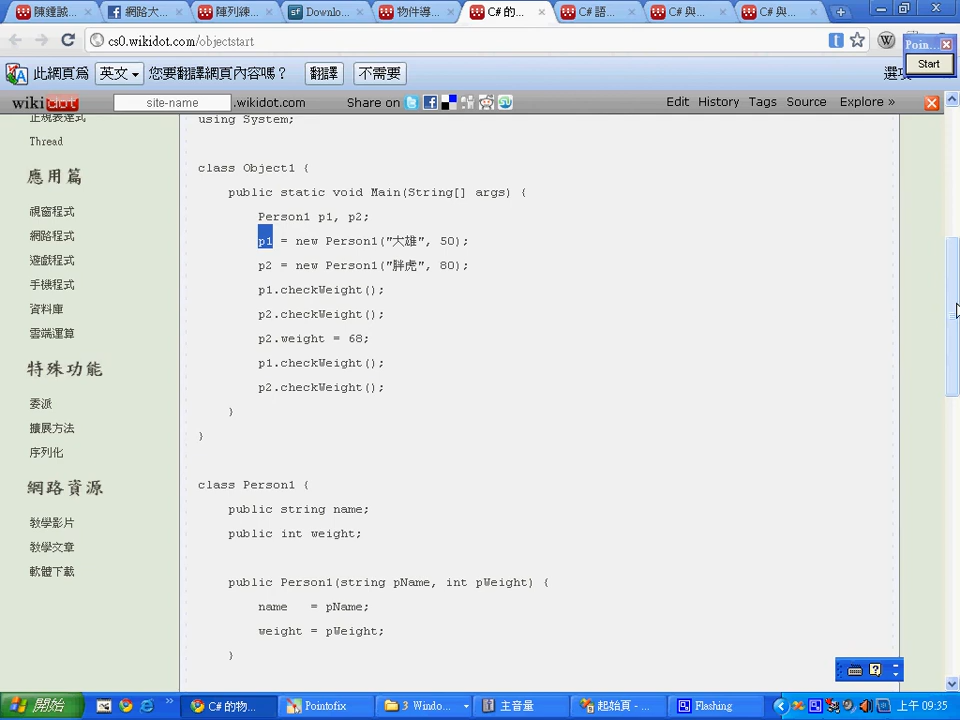 陳鍾誠...
網路大...
陣列練...
Downlo...
物件導...
C# 的...
C# 語...
C# 與...
C# 與...
cs0.wikidot.com/objectstart
Poin...
Start
此網頁為 英文 您要翻譯網頁內容嗎？ 翻譯 不需要
wikidot site-name .wikidot.com Share on Edit History Tags Source Explore »
正規表達式
Thread
應用篇
視窗程式
網路程式
遊戲程式
手機程式
資料庫
雲端運算
特殊功能
委派
擴展方法
序列化
網路資源
教學影片
教學文章
軟體下載
using System;
class Object1 {
public static void Main(String[] args) {
Person1 p1, p2;
p1 = new Person1("大雄", 50);
p2 = new Person1("胖虎", 80);
p1.checkWeight();
p2.checkWeight();
p2.weight = 68;
p1.checkWeight();
p2.checkWeight();
}
}
class Person1 {
public string name;
public int weight;
public Person1(string pName, int pWeight) {
name = pName;
weight = pWeight;
}
開始
C# 的物...
Pointofix
3 Windo...
主音量
起始頁 - ...
Flashing
上午 09:35